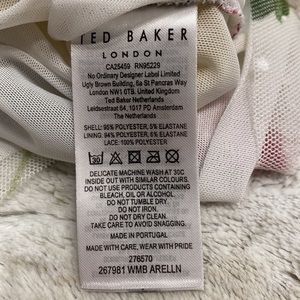 TED BAKER
LONDON
CA25459 RN95229
No Ordinary Designer Label Limited
Ugly Brown Building, 6a St Pancras Way
London NW1 0TB. United Kingdom
Ted Baker Netherlands
Leidsestraat 64, 1017 PD Amsterdam
The Netherlands
SHELL: 95% POLYESTER, 5% ELASTANE
LINING: 94% POLYESTER, 6% ELASTANE
LACE: 100% POLYESTER
DELICATE MACHINE WASH AT 30C
INSIDE OUT WITH SIMILAR COLOURS.
DO NOT USE PRODUCTS CONTAINING
BLEACH, OIL OR ALCOHOL.
DO NOT TUMBLE DRY.
DO NOT IRON.
DO NOT DRY CLEAN.
TAKE CARE TO AVOID SNAGGING.
MADE IN PORTUGAL
MADE WITH CARE, WEAR WITH PRIDE
276570
267981 WMB ARELLN